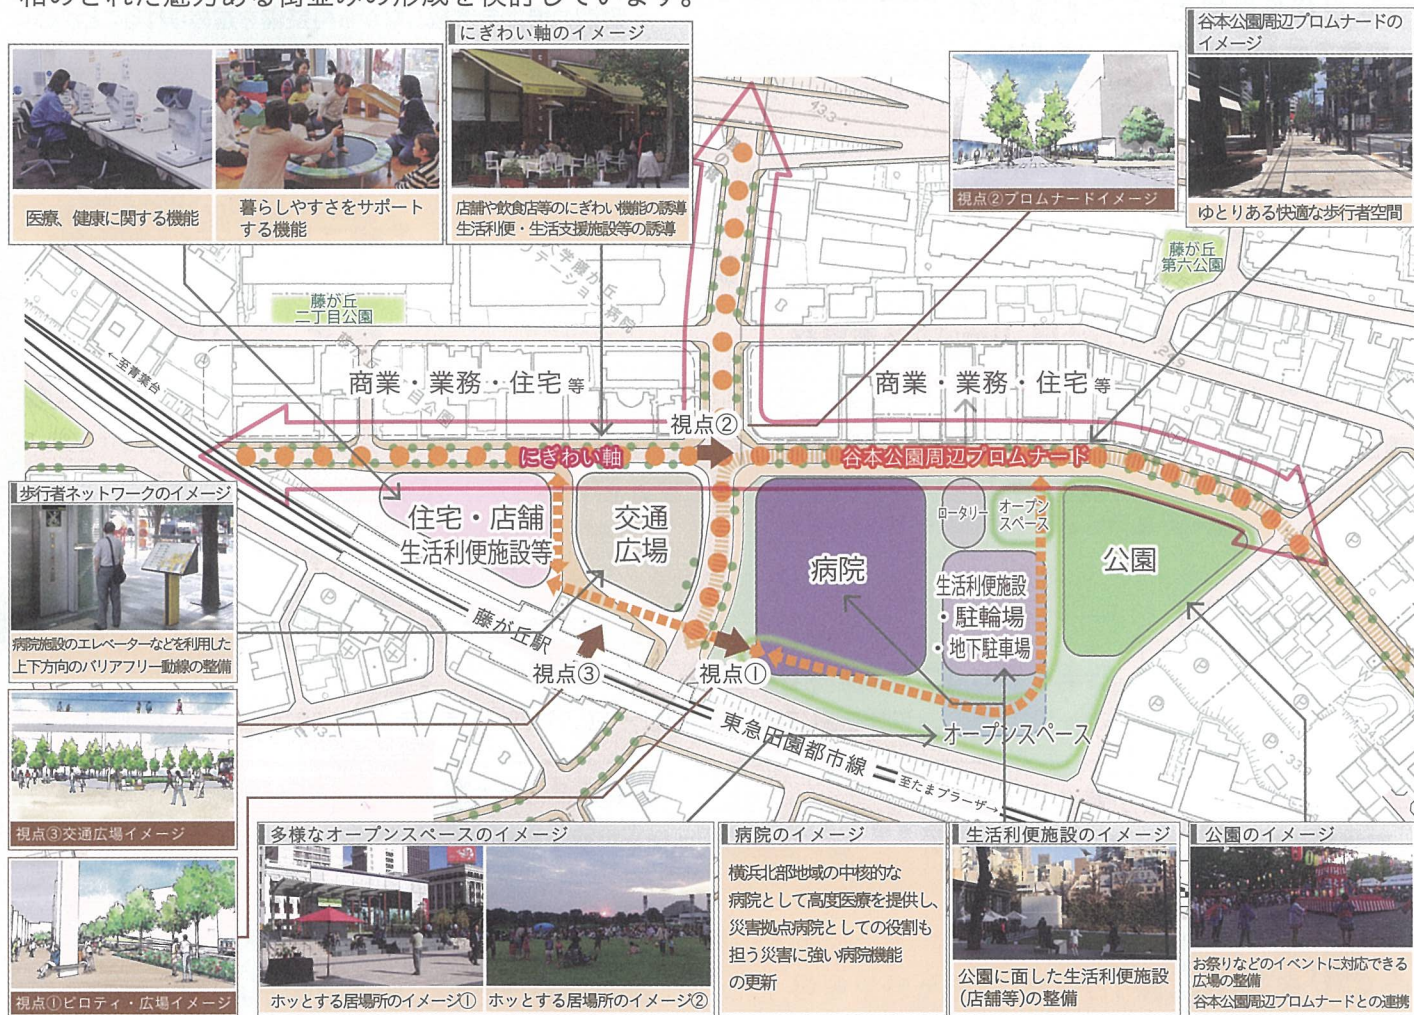 にぎわい軸のイメージ
谷本公園周辺プロムナードの
イメージ
医療、健康に関する機能
暮らしやすさをサポート
する機能
店舗や飲食店等のにぎわい機能の誘導
生活利便・生活支援施設等の誘導
視点②プロムナードイメージ
ゆとりある快適な歩行者空間
43.3
藤が丘
二丁目公園
藤が丘
第六公園
←至青葉台
商業・業務・住宅 等
商業・業務・住宅 等
視点②
にぎわい軸
谷本公園周辺プロムナード
歩行者ネットワークのイメージ
病院施設のエレベーターなどを利用した
上下方向のバリアフリー動線の整備
住宅・店舗
生活利便施設等
交通
広場
病院
ロータリー
オープン
スペース
生活利便施設
・駐輪場
・地下駐車場
公園
藤が丘駅
視点③
視点①
東急田園都市線
至たまプラーザ→
オープンスペース
視点③交通広場イメージ
視点①ピロティ・広場イメージ
多様なオープンスペースのイメージ
ホッとする居場所のイメージ①
ホッとする居場所のイメージ②
病院のイメージ
横浜北部地域の中核的な
病院として高度医療を提供し、
災害拠点病院としての役割も
担う災害に強い病院機能
の更新
生活利便施設のイメージ
公園に面した生活利便施設
(店舗等)の整備
公園のイメージ
お祭りなどのイベントに対応できる
広場の整備
谷本公園周辺プロムナードとの連携